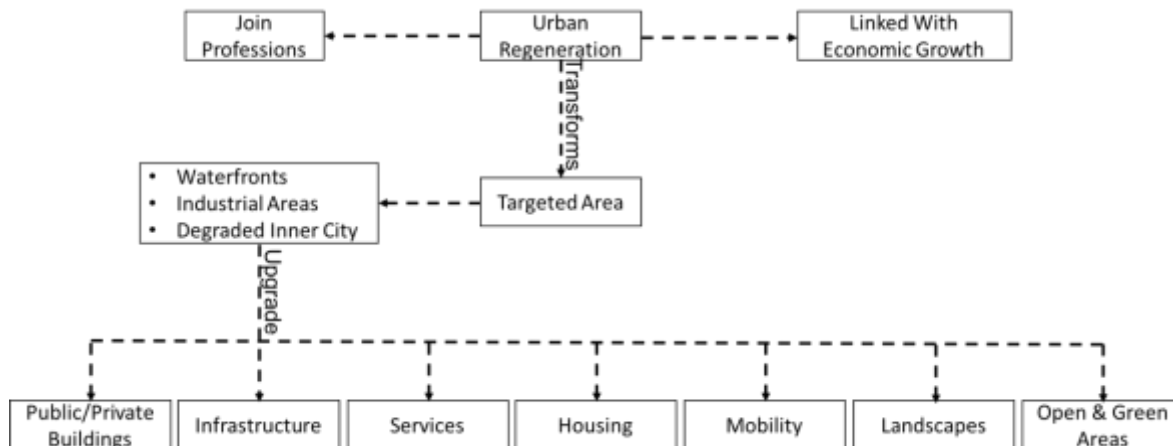 Join
Professions
Urban
Regeneration
Linked With
Economic Growth
Transforms
• Waterfronts
• Industrial Areas
• Degraded Inner City
Targeted Area
Upgrade
Public/Private
Buildings
Infrastructure
Services
Housing
Mobility
Landscapes
Open & Green
Areas